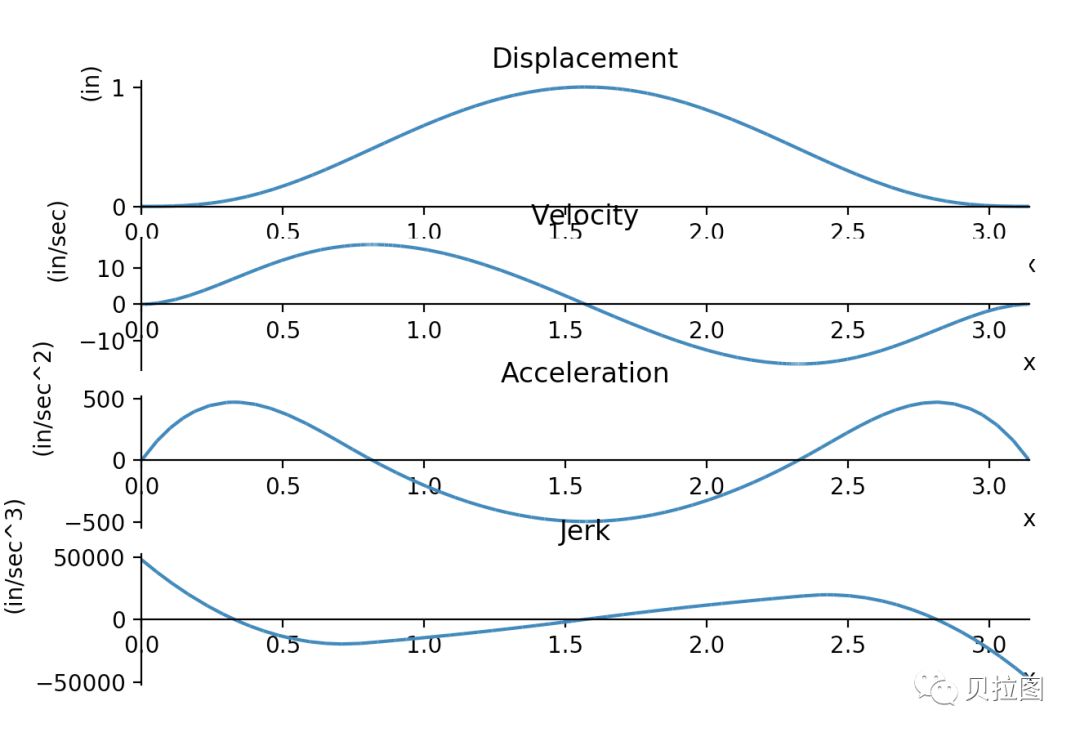 Displacement
(in)
1
0
0.0 0.5 1.0 1.5 2.0 2.5 3.0
x
Velocity
(in/sec)
10
0
−10
0.0 0.5 1.0 1.5 2.0 2.5 3.0
x
Acceleration
(in/sec^2)
500
0
−500
0.0 0.5 1.0 1.5 2.0 2.5 3.0
x
Jerk
(in/sec^3)
50000
0
−50000
0.0 0.5 1.0 1.5 2.0 2.5 3.0
x
贝拉图